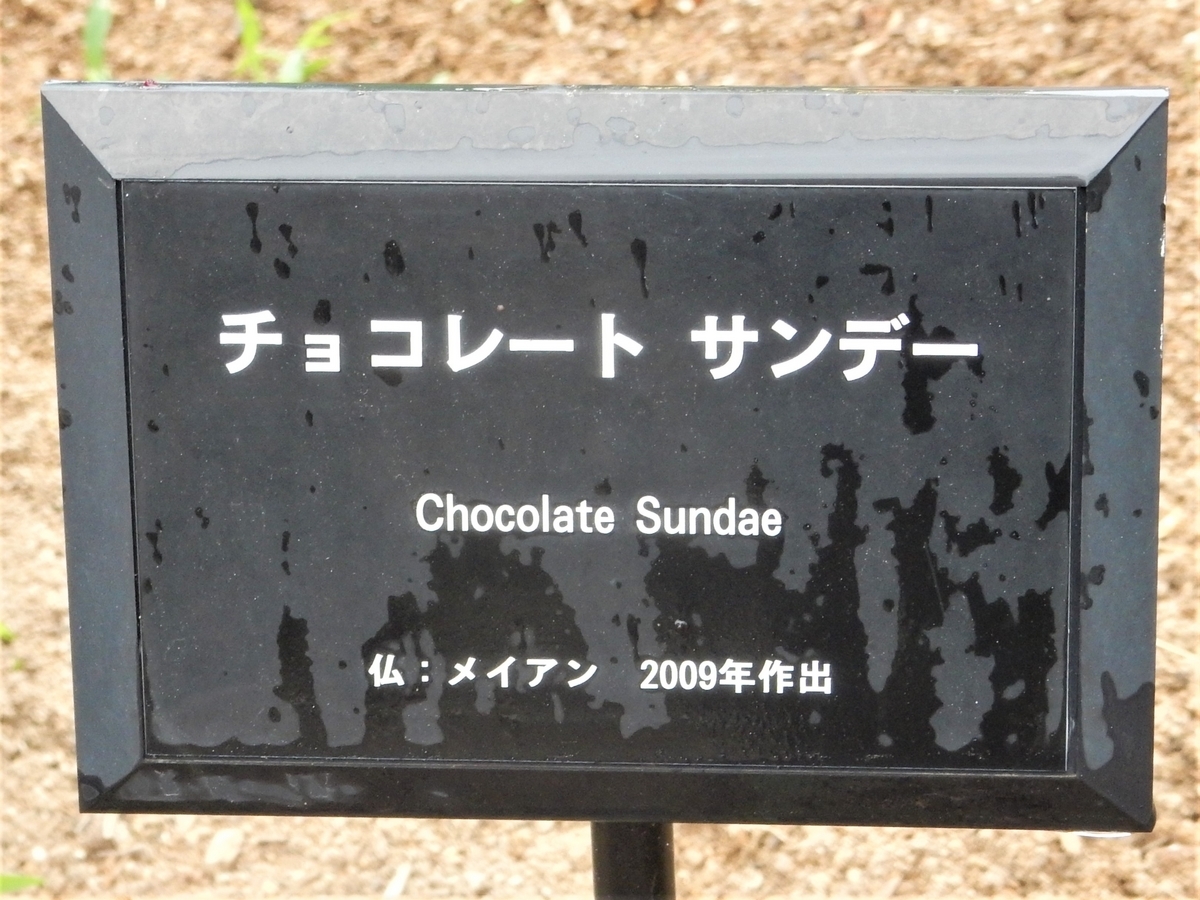 チョコレート サンデー
Chocolate Sundae
仏：メイアン　2009年作出